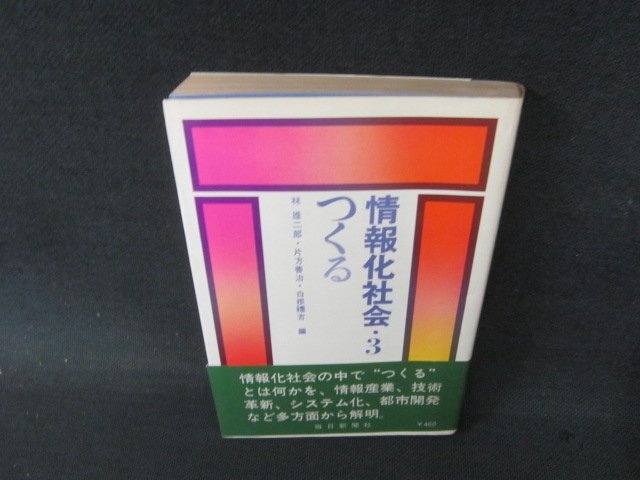 情報化社会・3
つくる
林 雄二郎・片方善治・白根禮吉 編
情報化社会の中で“つくる”
とは何かを、情報産業、技術
革新、システム化、都市開発
など多方面から解明。
毎日新聞社
¥460